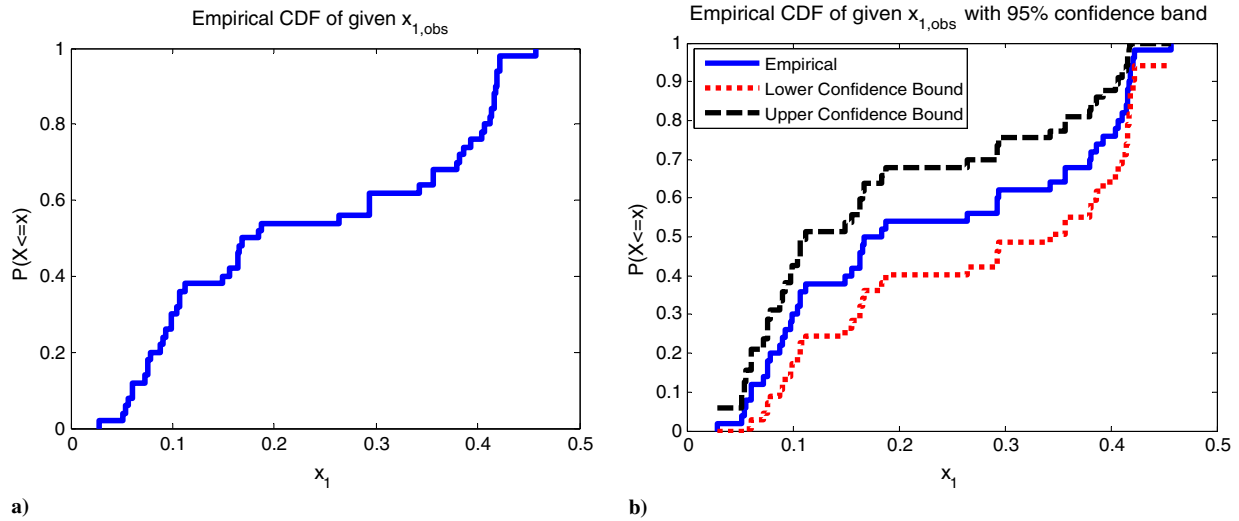 Empirical CDF of given x1,obs
P(X<=x)
1
0.8
0.6
0.4
0.2
0
0 0.1 0.2 0.3 0.4 0.5
x1
a)
Empirical CDF of given x1,obs with 95% confidence band
Empirical
Lower Confidence Bound
Upper Confidence Bound
P(X<=x)
1
0.9
0.8
0.7
0.6
0.5
0.4
0.3
0.2
0.1
0
0 0.1 0.2 0.3 0.4 0.5
x1
b)